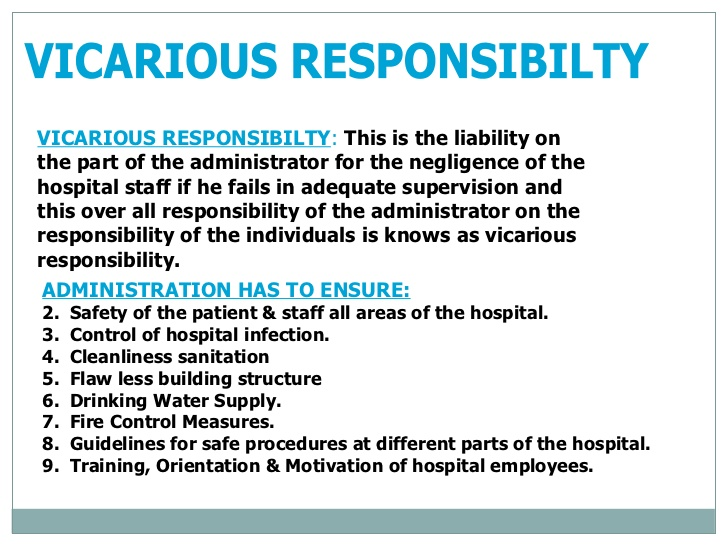 VICARIOUS RESPONSIBILTY
VICARIOUS RESPONSIBILTY: This is the liability on
the part of the administrator for the negligence of the
hospital staff if he fails in adequate supervision and
this over all responsibility of the administrator on the
responsibility of the individuals is knows as vicarious
responsibility.
ADMINISTRATION HAS TO ENSURE:
2. Safety of the patient & staff all areas of the hospital.
3. Control of hospital infection.
4. Cleanliness sanitation
5. Flaw less building structure
6. Drinking Water Supply.
7. Fire Control Measures.
8. Guidelines for safe procedures at different parts of the hospital.
9. Training, Orientation & Motivation of hospital employees.